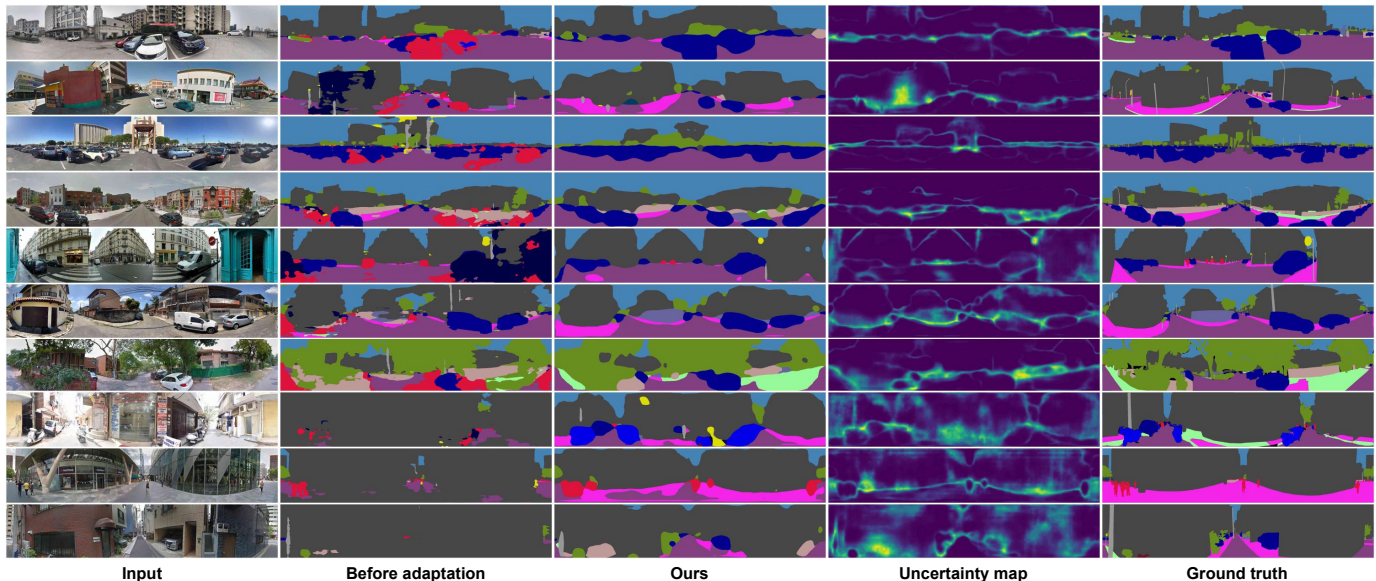 Input
Before adaptation
Ours
Uncertainty map
Ground truth